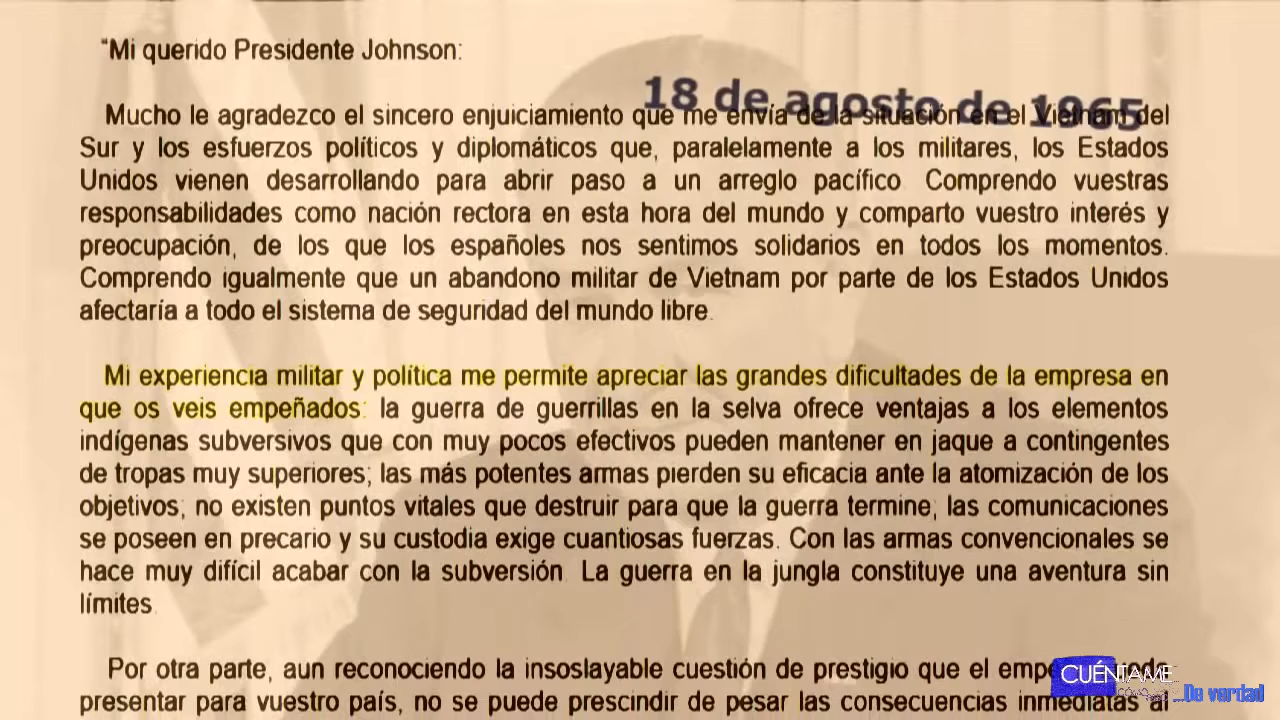 “Mi querido Presidente Johnson:
18 de agosto de 1965
Mucho le agradezco el sincero enjuiciamiento que me envía de la situación en el Vietnam del
Sur y los esfuerzos políticos y diplomáticos que, paralelamente a los militares, los Estados
Unidos vienen desarrollando para abrir paso a un arreglo pacífico. Comprendo vuestras
responsabilidades como nación rectora en esta hora del mundo y comparto vuestro interés y
preocupación, de los que los españoles nos sentimos solidarios en todos los momentos.
Comprendo igualmente que un abandono militar de Vietnam por parte de los Estados Unidos
afectaría a todo el sistema de seguridad del mundo libre.
Mi experiencia militar y política me permite apreciar las grandes dificultades de la empresa en
que os veis empeñados: la guerra de guerrillas en la selva ofrece ventajas a los elementos
indígenas subversivos que con muy pocos efectivos pueden mantener en jaque a contingentes
de tropas muy superiores; las más potentes armas pierden su eficacia ante la atomización de los
objetivos; no existen puntos vitales que destruir para que la guerra termine; las comunicaciones
se poseen en precario y su custodia exige cuantiosas fuerzas. Con las armas convencionales se
hace muy difícil acabar con la subversión. La guerra en la jungla constituye una aventura sin
límites.
Por otra parte, aun reconociendo la insoslayable cuestión de prestigio que el
presentar para vuestro país, no se puede prescindir de pesar las consecuencias inmediatas al
CUÉNTAME
...De verdad